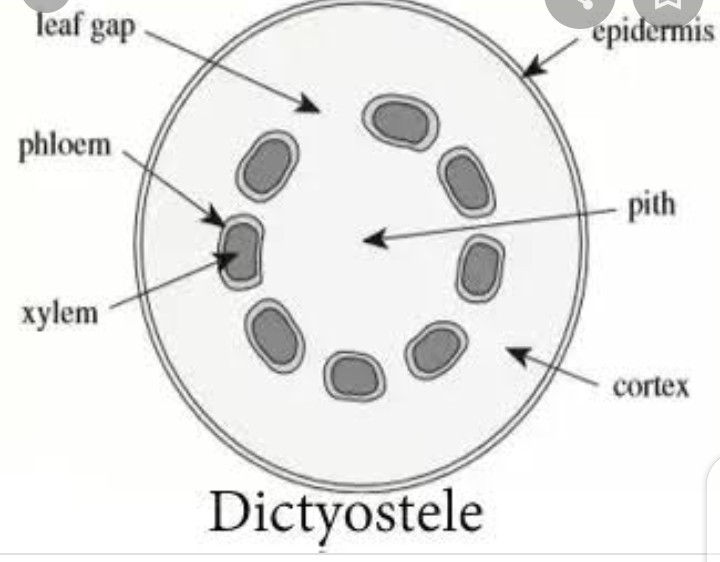 leaf gap
epidermis
phloem
pith
xylem
cortex
Dictyostele